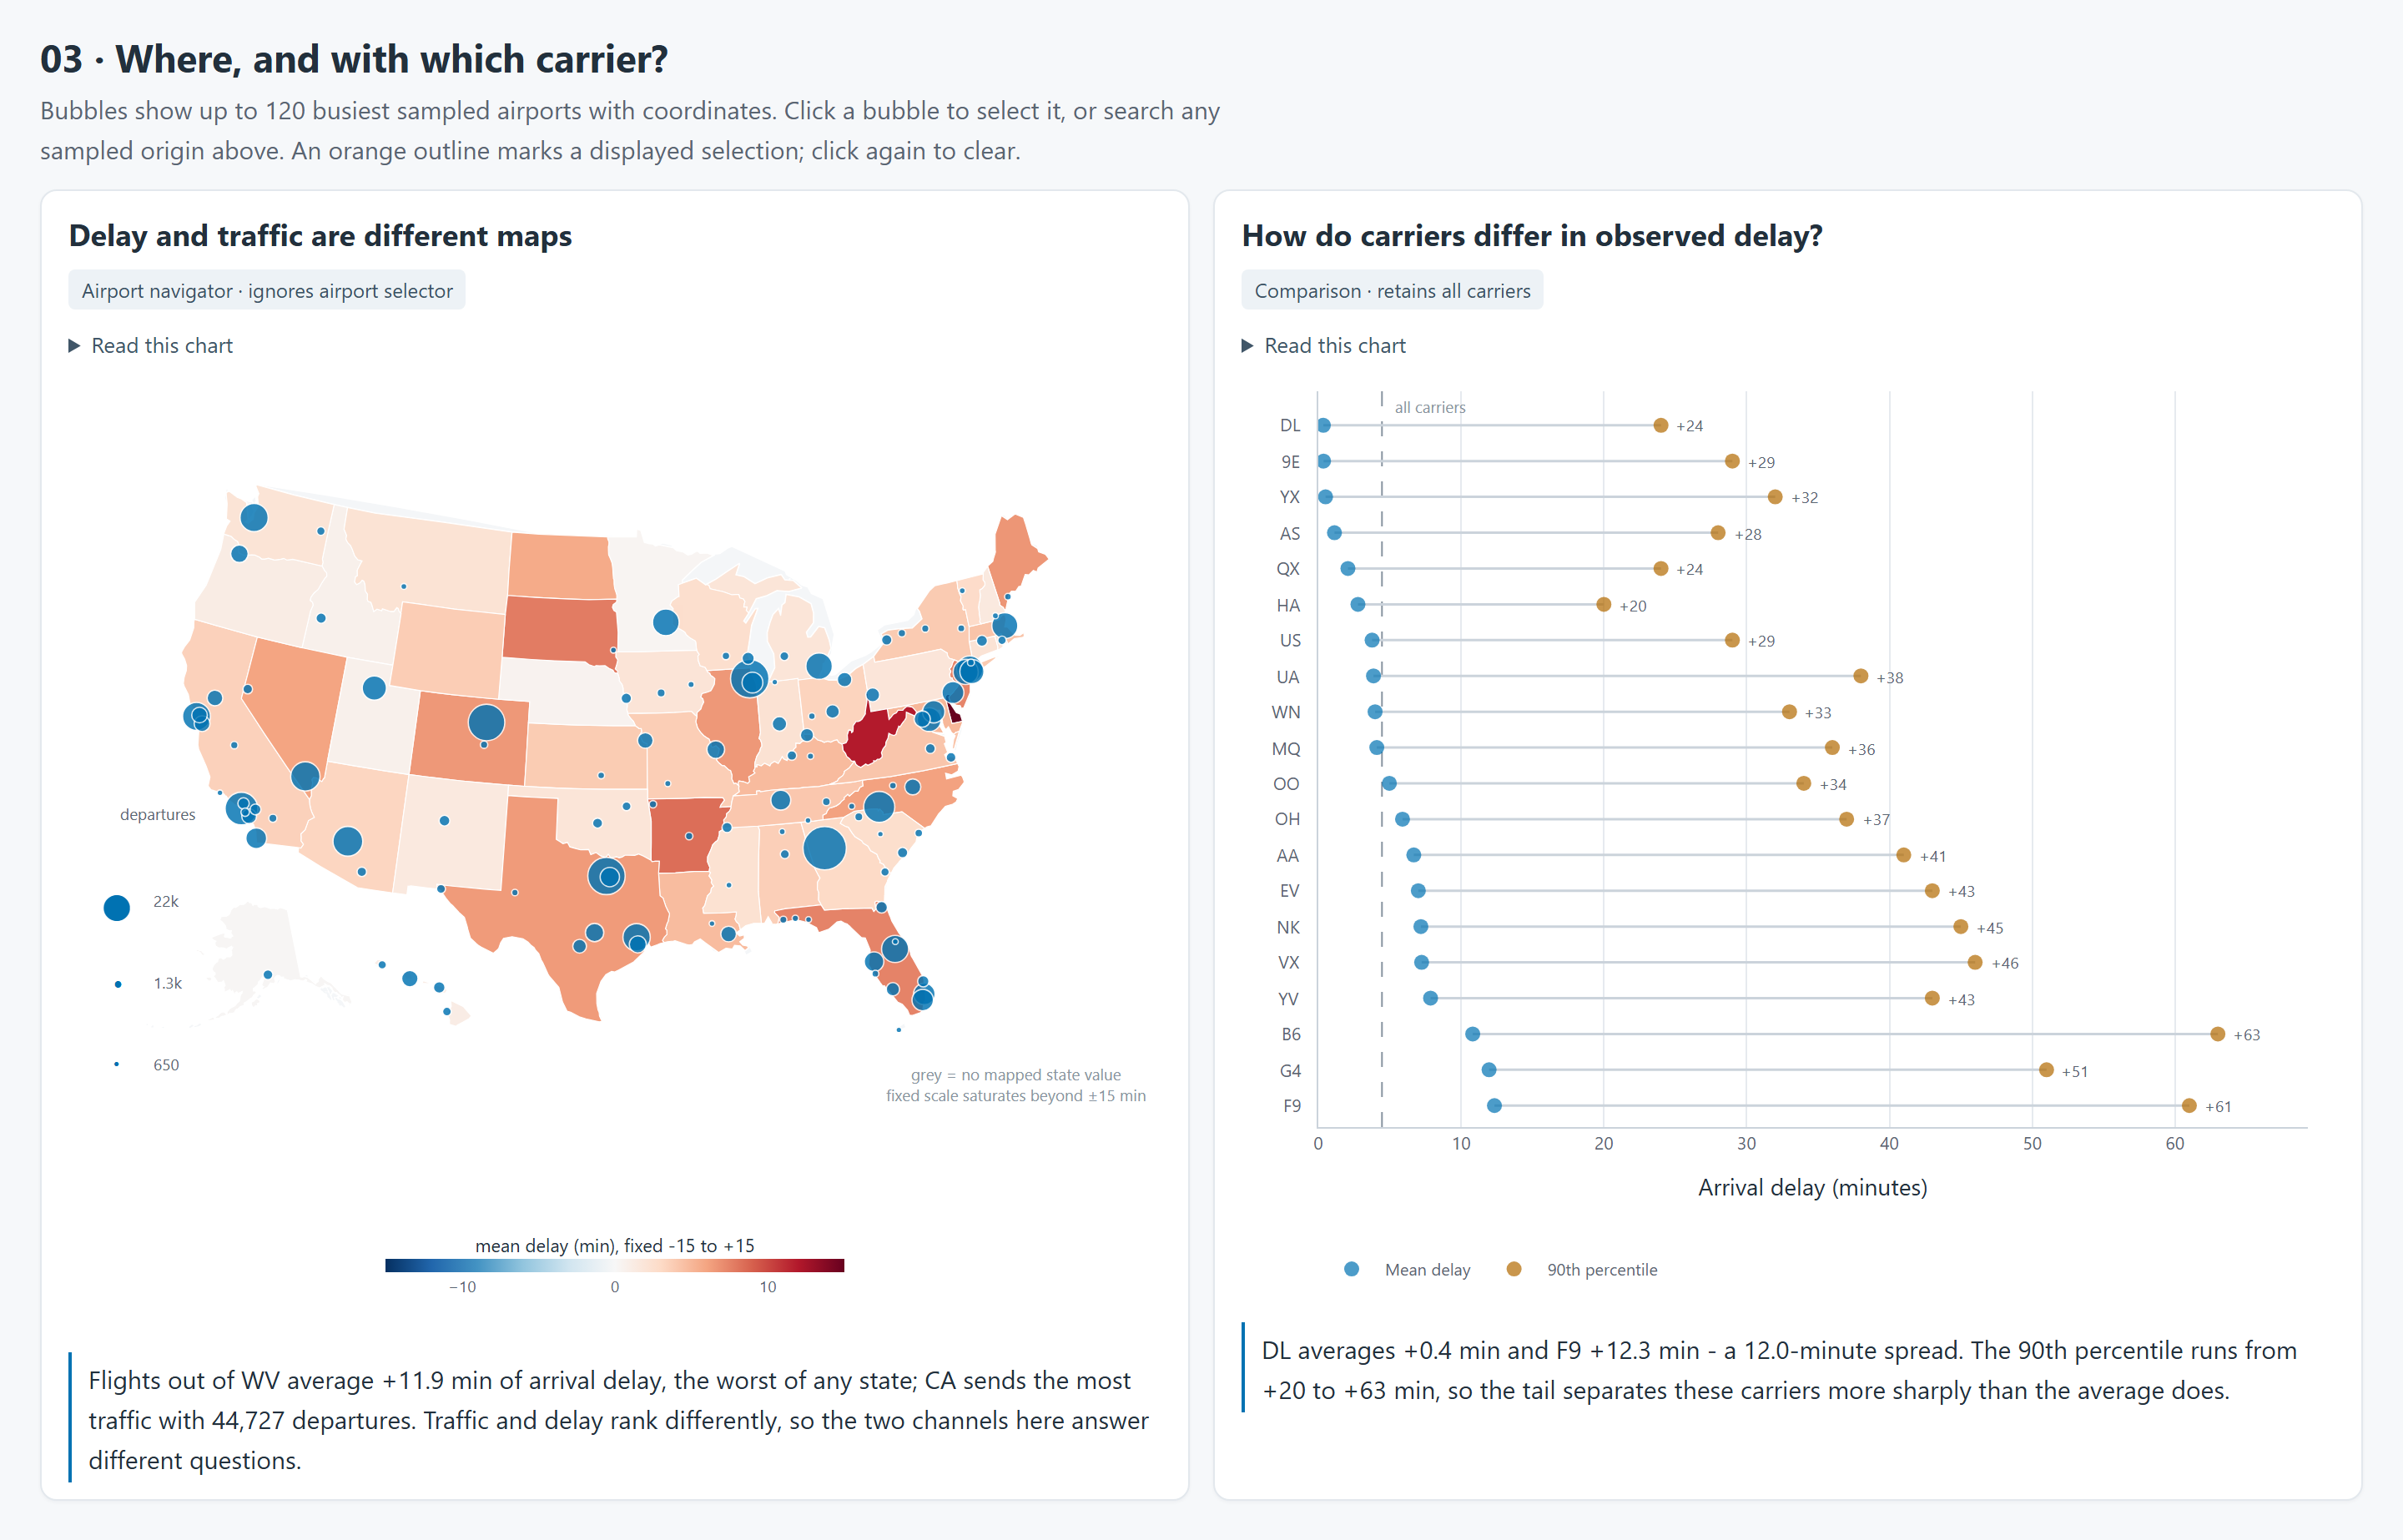 03 · Where, and with which carrier?
Bubbles show up to 120 busiest sampled airports with coordinates. Click a bubble to select it, or search any
sampled origin above. An orange outline marks a displayed selection; click again to clear.
Delay and traffic are different maps
Airport navigator · ignores airport selector
▶ Read this chart
departures
22k
1.3k
650
grey = no mapped state value
fixed scale saturates beyond ±15 min
mean delay (min), fixed -15 to +15
−10 0 10
Flights out of WV average +11.9 min of arrival delay, the worst of any state; CA sends the most
traffic with 44,727 departures. Traffic and delay rank differently, so the two channels here answer
different questions.
How do carriers differ in observed delay?
Comparison · retains all carriers
▶ Read this chart
all carriers
DL +24
9E +29
YX +32
AS +28
QX +24
HA +20
US +29
UA +38
WN +33
MQ +36
OO +34
OH +37
AA +41
EV +43
NK +45
VX +46
YV +43
B6 +63
G4 +51
F9 +61
0 10 20 30 40 50 60
Arrival delay (minutes)
Mean delay 90th percentile
DL averages +0.4 min and F9 +12.3 min - a 12.0-minute spread. The 90th percentile runs from
+20 to +63 min, so the tail separates these carriers more sharply than the average does.